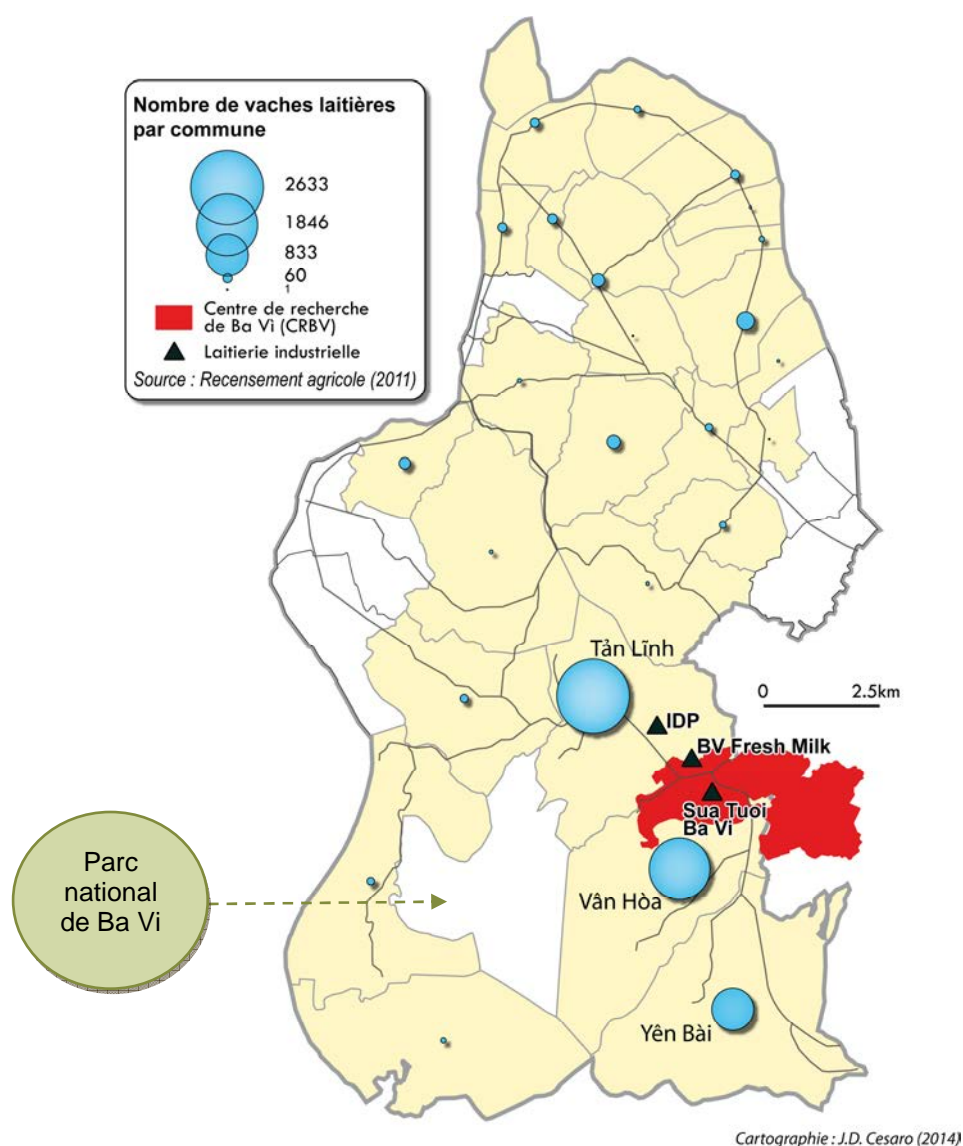 Nombre de vaches laitières
par commune
2633
1846
833
60
1
Centre de recherche
de Ba Vì (CRBV)
Laitierie industrielle
Source : Recensement agricole (2011)
Tản Lĩnh
0 2.5km
IDP
BV Fresh Milk
Sua Tuoi
Ba Vi
Parc
national
de Ba Vi
Vân Hòa
Yên Bài
Cartographie : J.D. Cesaro (2014)